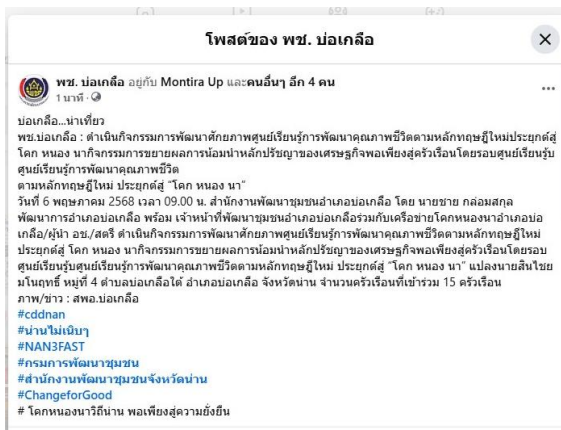 โพสต์ของ พช. บ่อเกลือ
พช. บ่อเกลือ อยู่กับ Montira Up และคนอื่นๆ อีก 4 คน
1 นาที ·
บ่อเกลือ...น่าเที่ยว
พช.บ่อเกลือ : ดำเนินกิจกรรมการพัฒนาศักยภาพศูนย์เรียนรู้การพัฒนาคุณภาพชีวิตตามหลักทฤษฎีใหม่ประยุกต์สู่
โคก หนอง นากิจกรรมการขยายผลการน้อมนำหลักปรัชญาของเศรษฐกิจพอเพียงสู่ครัวเรือนโดยรอบศูนย์เรียนรู้บ
ศูนย์เรียนรู้การพัฒนาคุณภาพชีวิต
ตามหลักทฤษฎีใหม่ ประยุกต์สู่ “โคก หนอง นา”
วันที่ 6 พฤษภาคม 2568 เวลา 09.00 น. สำนักงานพัฒนาชุมชนอำเภอบ่อเกลือ โดย นายชาย กล่อมสกุล
พัฒนาการอำเภอบ่อเกลือ พร้อม เจ้าหน้าที่พัฒนาชุมชนอำเภอบ่อเกลือร่วมกับเครือข่ายโคกหนองนาอำเภอบ่อ
เกลือ/ผู้นำ อช./สตรี ดำเนินกิจกรรมการพัฒนาศักยภาพศูนย์เรียนรู้การพัฒนาคุณภาพชีวิตตามหลักทฤษฎีใหม่
ประยุกต์สู่ โคก หนอง นากิจกรรมการขยายผลการน้อมนำหลักปรัชญาของเศรษฐกิจพอเพียงสู่ครัวเรือนโดยรอบ
ศูนย์เรียนรู้บศูนย์เรียนรู้การพัฒนาคุณภาพชีวิตตามหลักทฤษฎีใหม่ ประยุกต์สู่ “โคก หนอง นา” แปลงนายสินไชย
มโนฤทธิ์ หมู่ที่ 4 ตำบลบ่อเกลือใต้ อำเภอบ่อเกลือ จังหวัดน่าน จำนวนครัวเรือนที่เข้าร่วม 15 ครัวเรือน
ภาพ/ข่าว : สพอ.บ่อเกลือ
#cddnan
#น่านไม่เนิบๆ
#NAN3FAST
#กรมการพัฒนาชุมชน
#สำนักงานพัฒนาชุมชนจังหวัดน่าน
#ChangeforGood
# โคกหนองนาวิถีน่าน พอเพียงสู่ความยั่งยืน